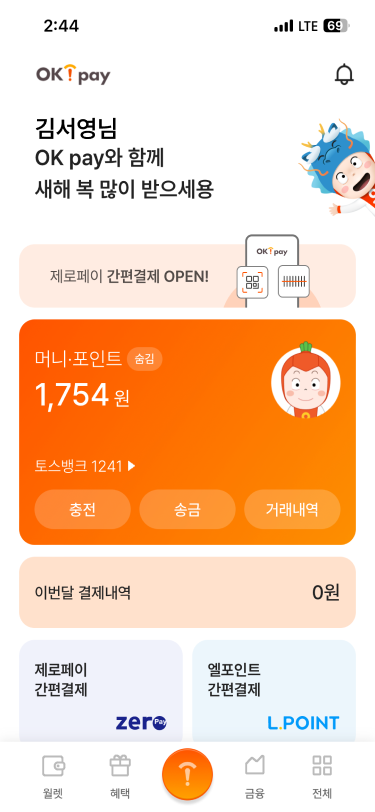 2:44
LTE 69
OK! pay
김서영님
OK pay와 함께
새해 복 많이 받으세용
제로페이 간편결제 OPEN!
OK! pay
머니·포인트 숨김
1,754 원
토스뱅크 1241
충전 송금 거래내역
이번달 결제내역 0원
제로페이
간편결제
zero Pay
엘포인트
간편결제
L.POINT
월렛 혜택 금융 전체